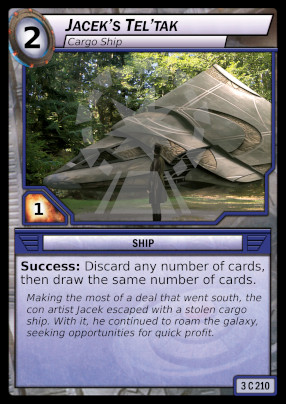 2
JACEK'S TEL'TAK
Cargo Ship
1
SHIP
Success: Discard any number of cards,
then draw the same number of cards.
Making the most of a deal that went south, the
con artist Jacek escaped with a stolen cargo
ship. With it, he continued to roam the galaxy,
seeking opportunities for quick profit.
3 C 210